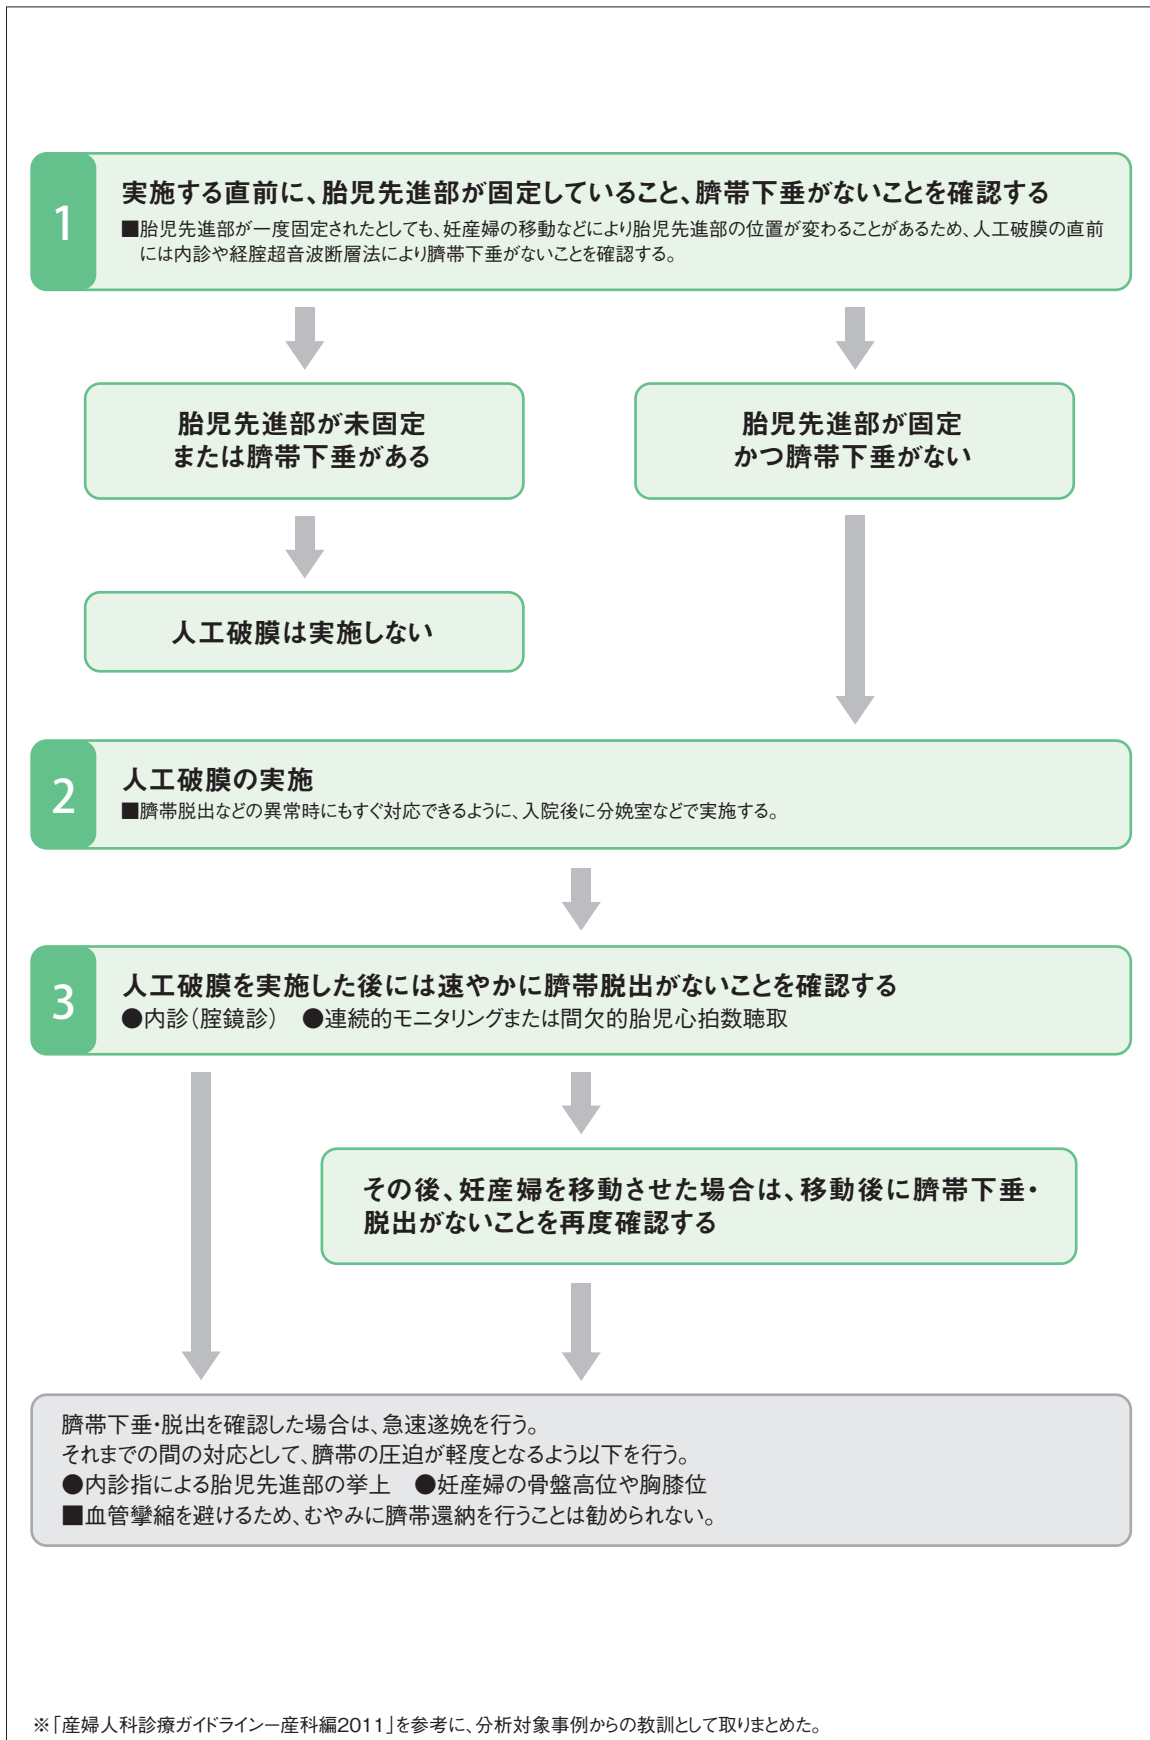 1
実施する直前に、胎児先進部が固定していること、臍帯下垂がないことを確認する
■胎児先進部が一度固定されたとしても、妊産婦の移動などにより胎児先進部の位置が変わることがあるため、人工破膜の直前
には内診や経腟超音波断層法により臍帯下垂がないことを確認する。
胎児先進部が未固定
または臍帯下垂がある
胎児先進部が固定
かつ臍帯下垂がない
人工破膜は実施しない
2
人工破膜の実施
■臍帯脱出などの異常時にもすぐ対応できるように、入院後に分娩室などで実施する。
3
人工破膜を実施した後には速やかに臍帯脱出がないことを確認する
●内診（腟鏡診）　●連続的モニタリングまたは間欠的胎児心拍数聴取
その後、妊産婦を移動させた場合は、移動後に臍帯下垂・
脱出がないことを再度確認する
臍帯下垂・脱出を確認した場合は、急速遂娩を行う。
それまでの間の対応として、臍帯の圧迫が軽度となるよう以下を行う。
●内診指による胎児先進部の挙上　●妊産婦の骨盤高位や胸膝位
■血管攣縮を避けるため、むやみに臍帯還納を行うことは勧められない。
※「産婦人科診療ガイドライン－産科編2011」を参考に、分析対象事例からの教訓として取りまとめた。